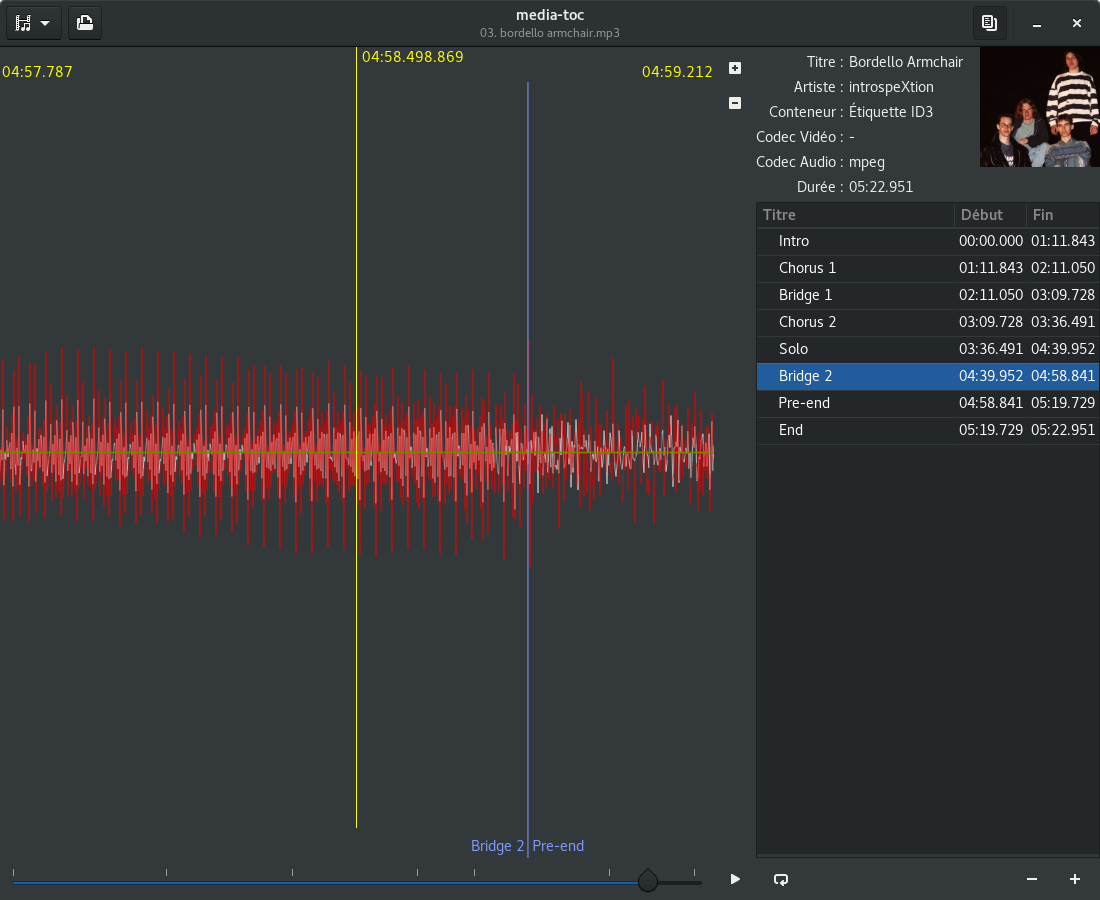 media-toc
03. bordello armchair.mp3
04:58.498.869
04:57.787
04:59.212
Titre : Bordello Armchair
Artiste : introspeXtion
Conteneur : Étiquette ID3
Codec Vidéo : -
Codec Audio : mpeg
Durée : 05:22.951
Titre Début Fin
Intro 00:00.000 01:11.843
Chorus 1 01:11.843 02:11.050
Bridge 1 02:11.050 03:09.728
Chorus 2 03:09.728 03:36.491
Solo 03:36.491 04:39.952
Bridge 2 04:39.952 04:58.841
Pre-end 04:58.841 05:19.729
End 05:19.729 05:22.951
Bridge 2 Pre-end